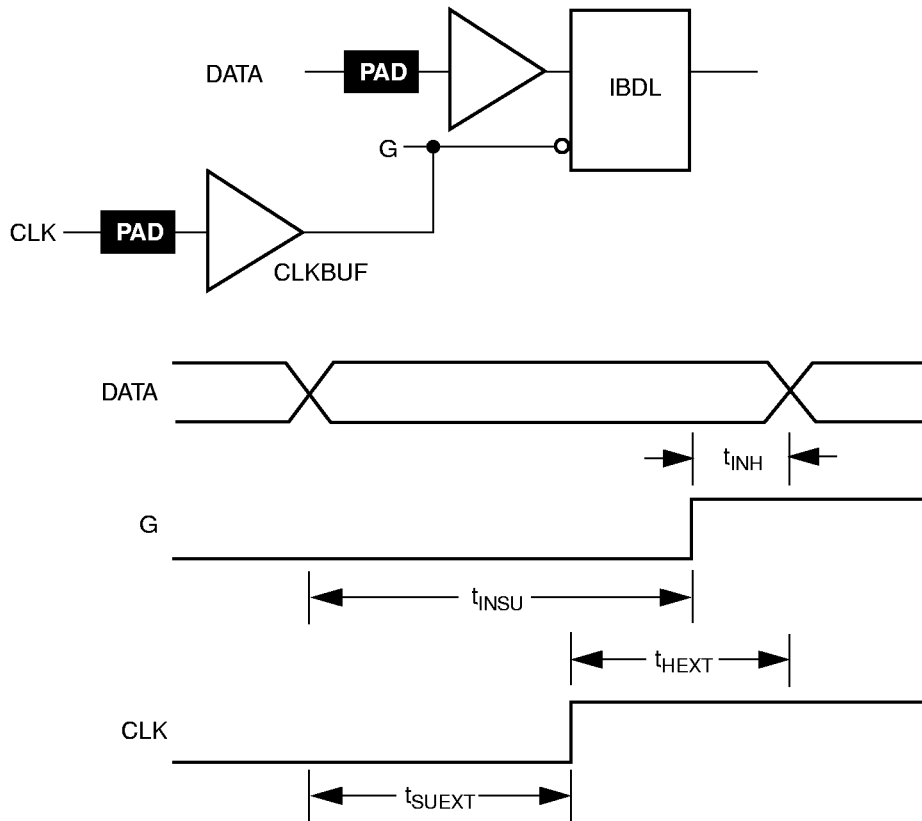 DATA
PAD
IBDL
G
CLK
PAD
CLKBUF
DATA
tINH
G
tINSU
tHEXT
CLK
tSUEXT